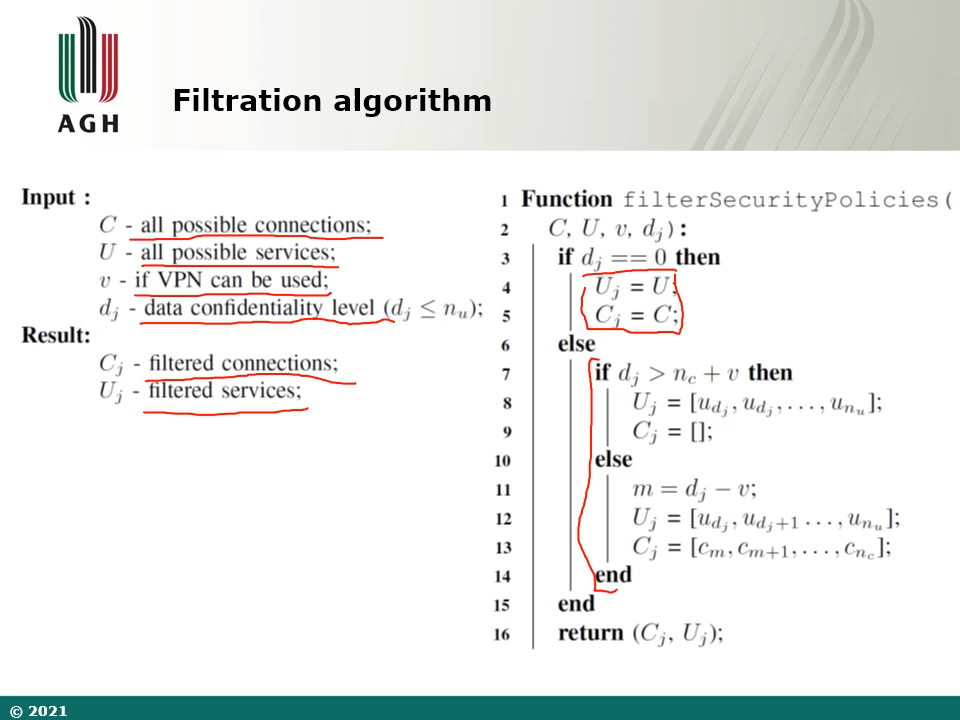 AGH
Filtration algorithm
Input :
C - all possible connections;
U - all possible services;
v - if VPN can be used;
d_j - data confidentiality level (d_j ≤ n_u);
Result:
C_j - filtered connections;
U_j - filtered services;
1 Function filterSecurityPolicies(
2 C, U, v, d_j):
3 if d_j == 0 then
4 U_j = U;
5 C_j = C;
6 else
7 if d_j > n_c + v then
8 U_j = [u_{d_j}, u_{d_j}, ..., u_{n_u}];
9 C_j = [];
10 else
11 m = d_j − v;
12 U_j = [u_{d_j}, u_{d_j+1} ..., u_{n_u}];
13 C_j = [c_m, c_{m+1}, ..., c_{n_c}];
14 end
15 end
16 return (C_j, U_j);
© 2021